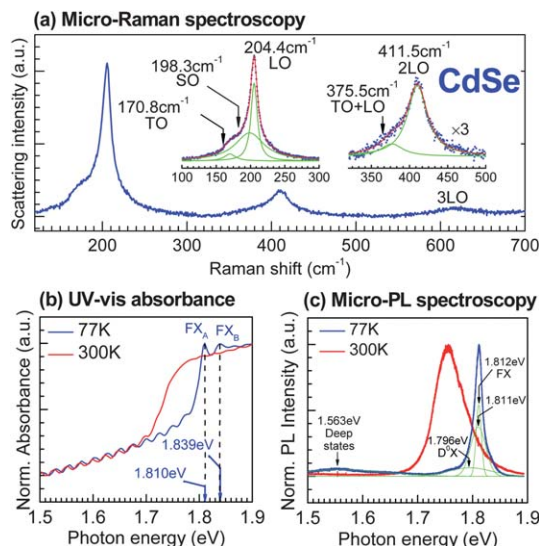 (a) Micro-Raman spectroscopy
Scattering intensity (a.u.)
204.4cm⁻¹
LO
198.3cm⁻¹
SO
170.8cm⁻¹
TO
100 150 200 250 300
411.5cm⁻¹
2LO
375.5cm⁻¹
TO+LO
×3
350 400 450 500
CdSe
3LO
200 300 400 500 600 700
Raman shift (cm⁻¹)
(b) UV-vis absorbance
Norm. Absorbance (a.u.)
77K
300K
FX_A FX_B
1.839eV
1.810eV
1.5 1.6 1.7 1.8 1.9
Photon energy (eV)
(c) Micro-PL spectroscopy
Norm. PL Intensity (a.u.)
77K
300K
1.812eV
FX
1.811eV
1.796eV
D⁰X
1.563eV
Deep
states
1.5 1.6 1.7 1.8 1.9
Photon energy (eV)